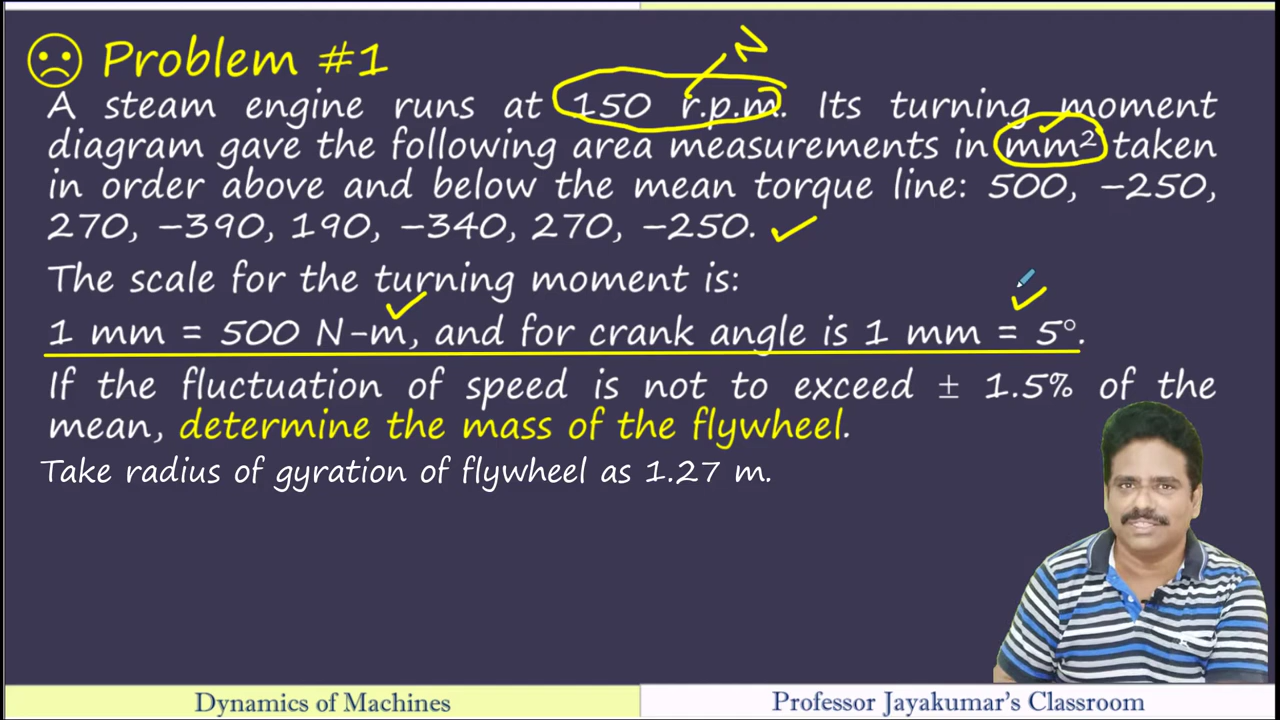 Problem #1
N
A steam engine runs at 150 r.p.m. Its turning moment
diagram gave the following area measurements in mm² taken
in order above and below the mean torque line: 500, −250,
270, −390, 190, −340, 270, −250.
The scale for the turning moment is:
1 mm = 500 N-m, and for crank angle is 1 mm = 5°.
If the fluctuation of speed is not to exceed ± 1.5% of the
mean, determine the mass of the flywheel.
Take radius of gyration of flywheel as 1.27 m.
Dynamics of Machines
Professor Jayakumar's Classroom